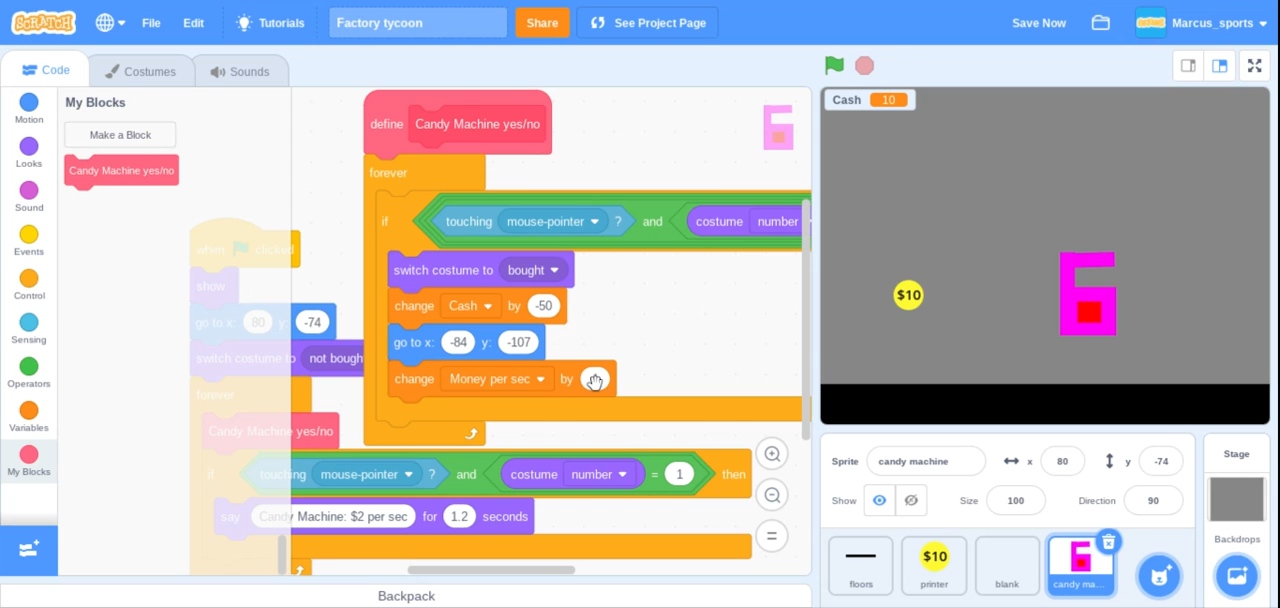 SCRATCH File Edit Tutorials Factory tycoon Share See Project Page Save Now Marcus_sports
Code Costumes Sounds
Motion
Looks
Sound
Events
Control
Sensing
Operators
Variables
My Blocks
My Blocks
Make a Block
Candy Machine yes/no
define Candy Machine yes/no
forever
if touching mouse-pointer ? and costume number
switch costume to bought
change Cash by -50
go to x: -84 y: -107
change Money per sec by
when clicked
show
go to x: 80 y: -74
switch costume to not bough
forever
Candy Machine yes/no
if touching mouse-pointer ? and costume number = 1 then
say Candy Machine: $2 per sec for 1.2 seconds
Backpack
Cash 10
$10
Sprite candy machine x 80 y -74
Show Size 100 Direction 90
floors
$10
printer
blank
candy ma...
Stage
Backdrops